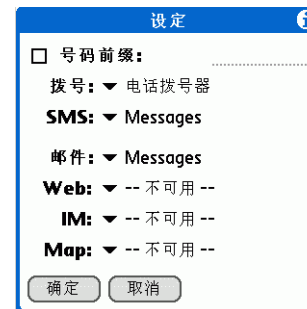 设定
号码前缀:
拨号: 电话拨号器
SMS: Messages
邮件: Messages
Web: -- 不可用 --
IM: -- 不可用 --
Map: -- 不可用 --
确定 取消